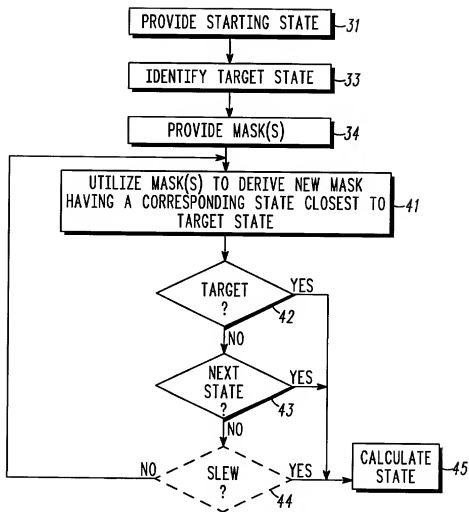 PROVIDE STARTING STATE 31
IDENTIFY TARGET STATE 33
PROVIDE MASK(S) 34
UTILIZE MASK(S) TO DERIVE NEW MASK
HAVING A CORRESPONDING STATE CLOSEST TO
TARGET STATE
41
TARGET
?
YES
42
NO
NEXT
STATE
?
YES
43
NO
SLEW
?
NO
YES
44
CALCULATE
STATE
45